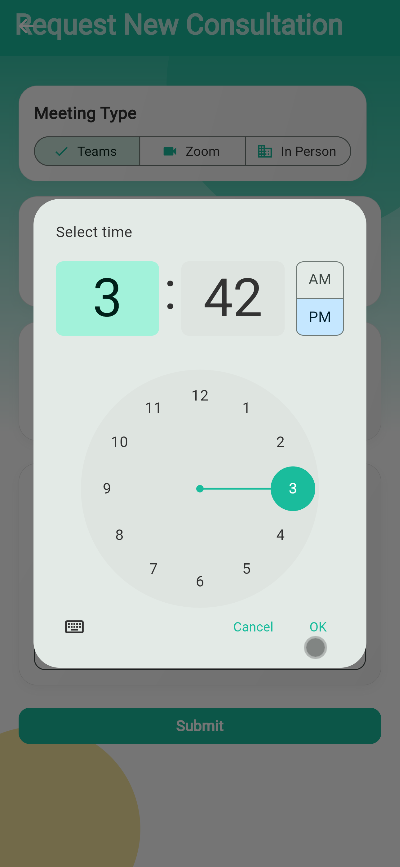 Request New Consultation
Meeting Type
Teams Zoom In Person
Select time
3 : 42
AM
PM
12
11 1
10 2
9 3
8 4
7 5
6
Cancel OK
Submit